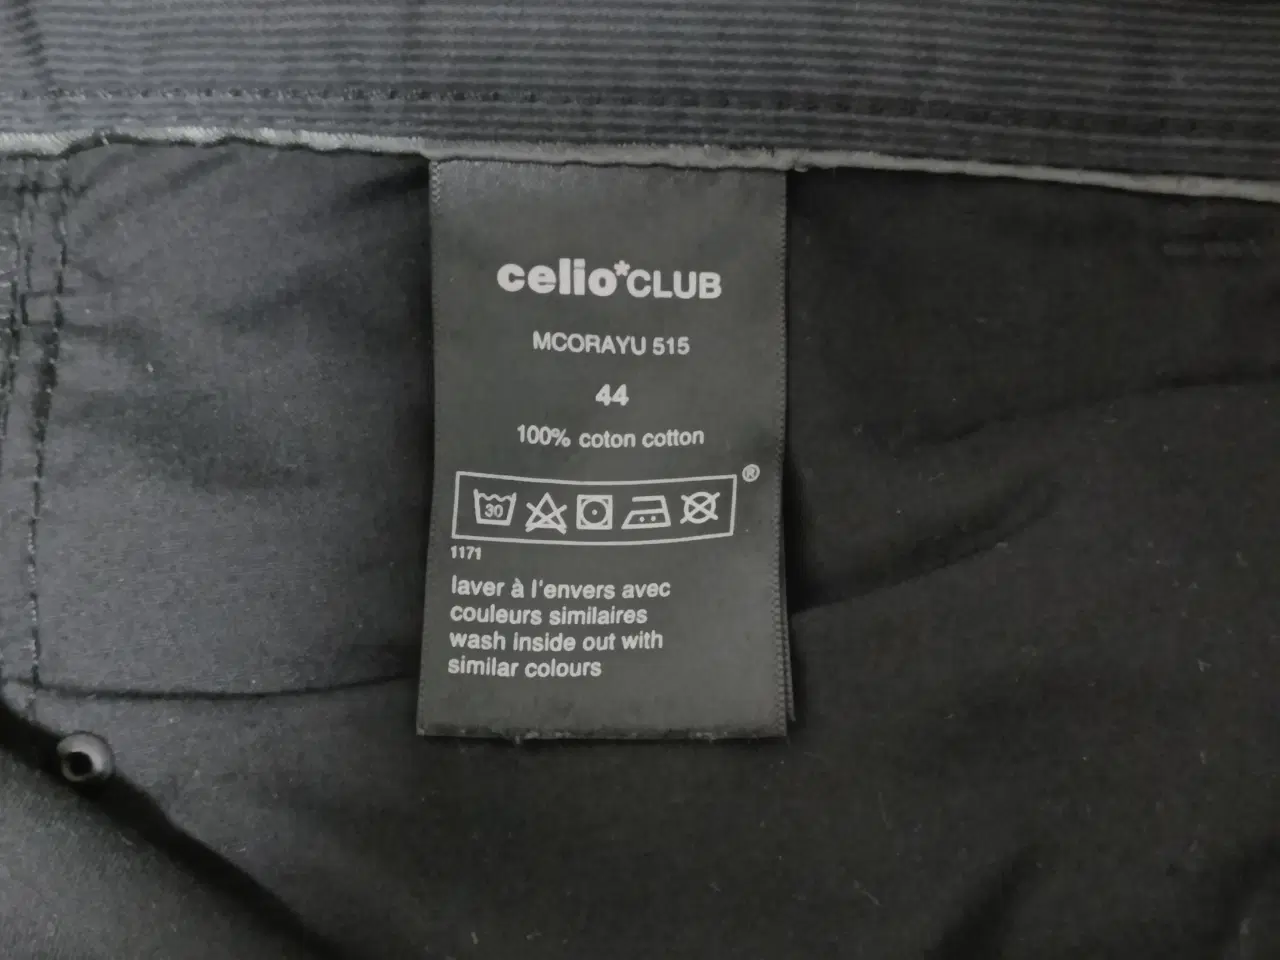 celio*CLUB
MCORAYU 515
44
100% coton cotton
®
30
1171
laver à l'envers avec
couleurs similaires
wash inside out with
similar colours